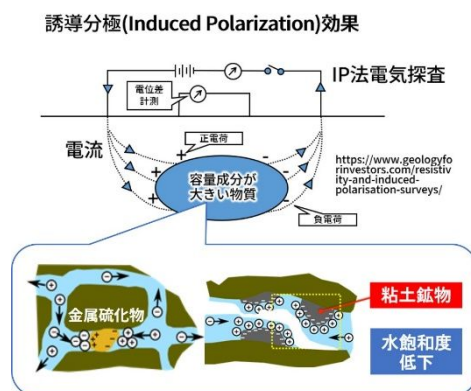 誘導分極(Induced Polarization)効果
IP法電気探査
電位差
計測
電流
正電荷
https://www.geologyfo
rinvestors.com/resistiv
ity-and-induced-
polarisation-surveys/
容量成分が
大きい物質
負電荷
金属硫化物
粘土鉱物
水飽和度
低下